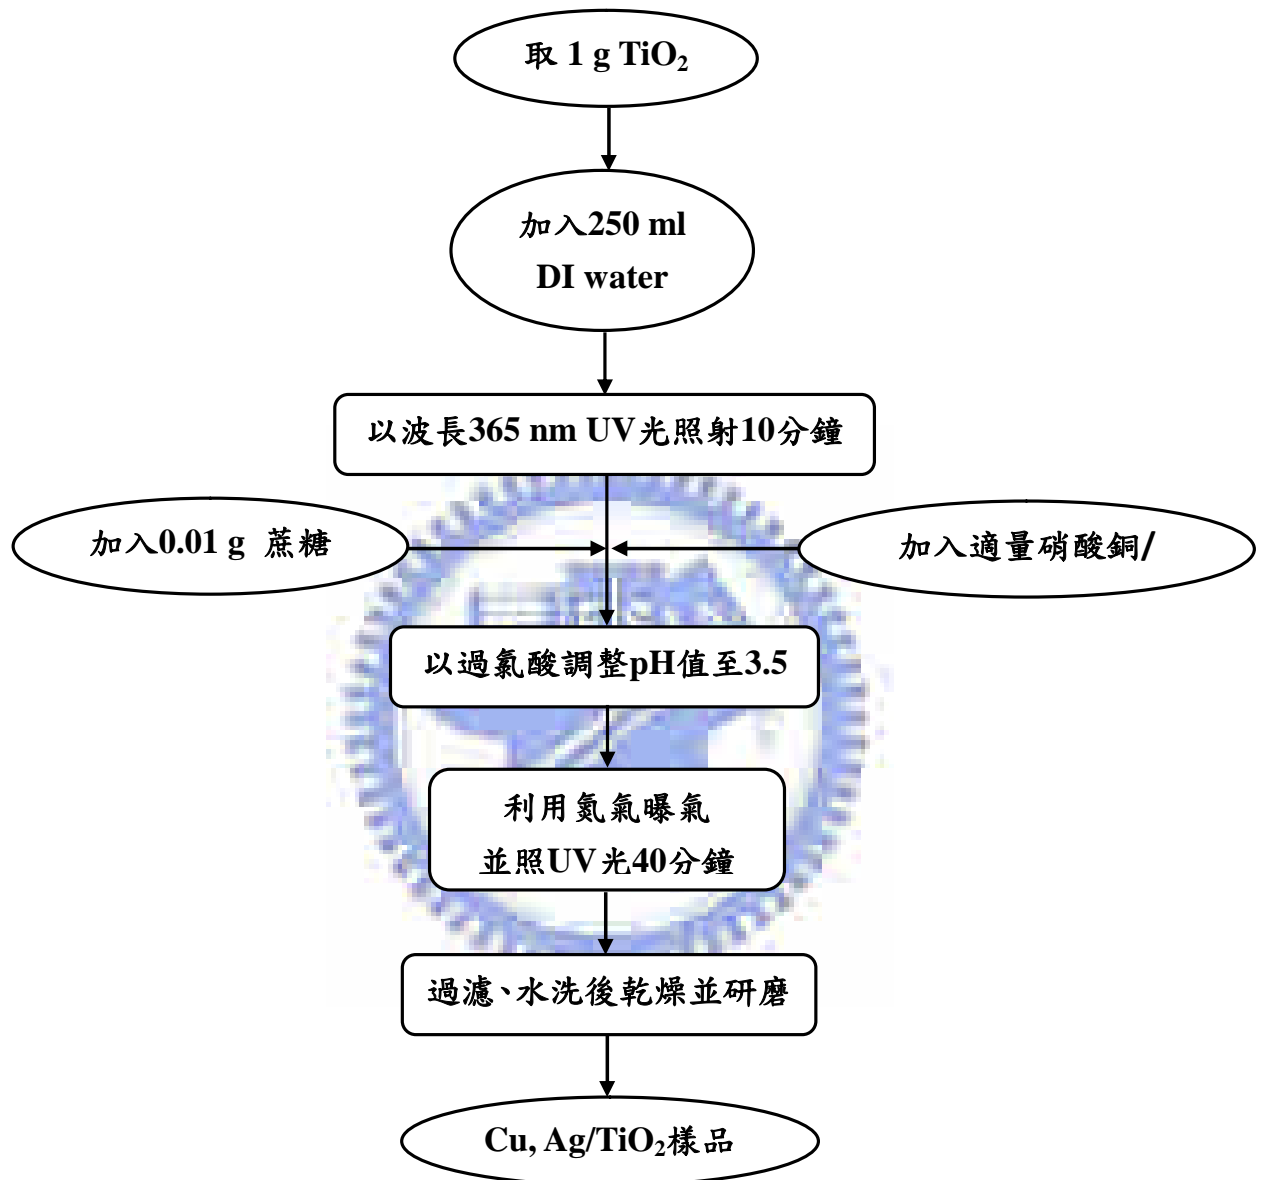 取 1 g TiO₂
加入250 ml
DI water
以波長365 nm UV光照射10分鐘
加入0.01 g 蔗糖
加入適量硝酸銅/
以過氯酸調整pH值至3.5
利用氮氣曝氣
並照UV光40分鐘
過濾、水洗後乾燥並研磨
Cu, Ag/TiO₂樣品